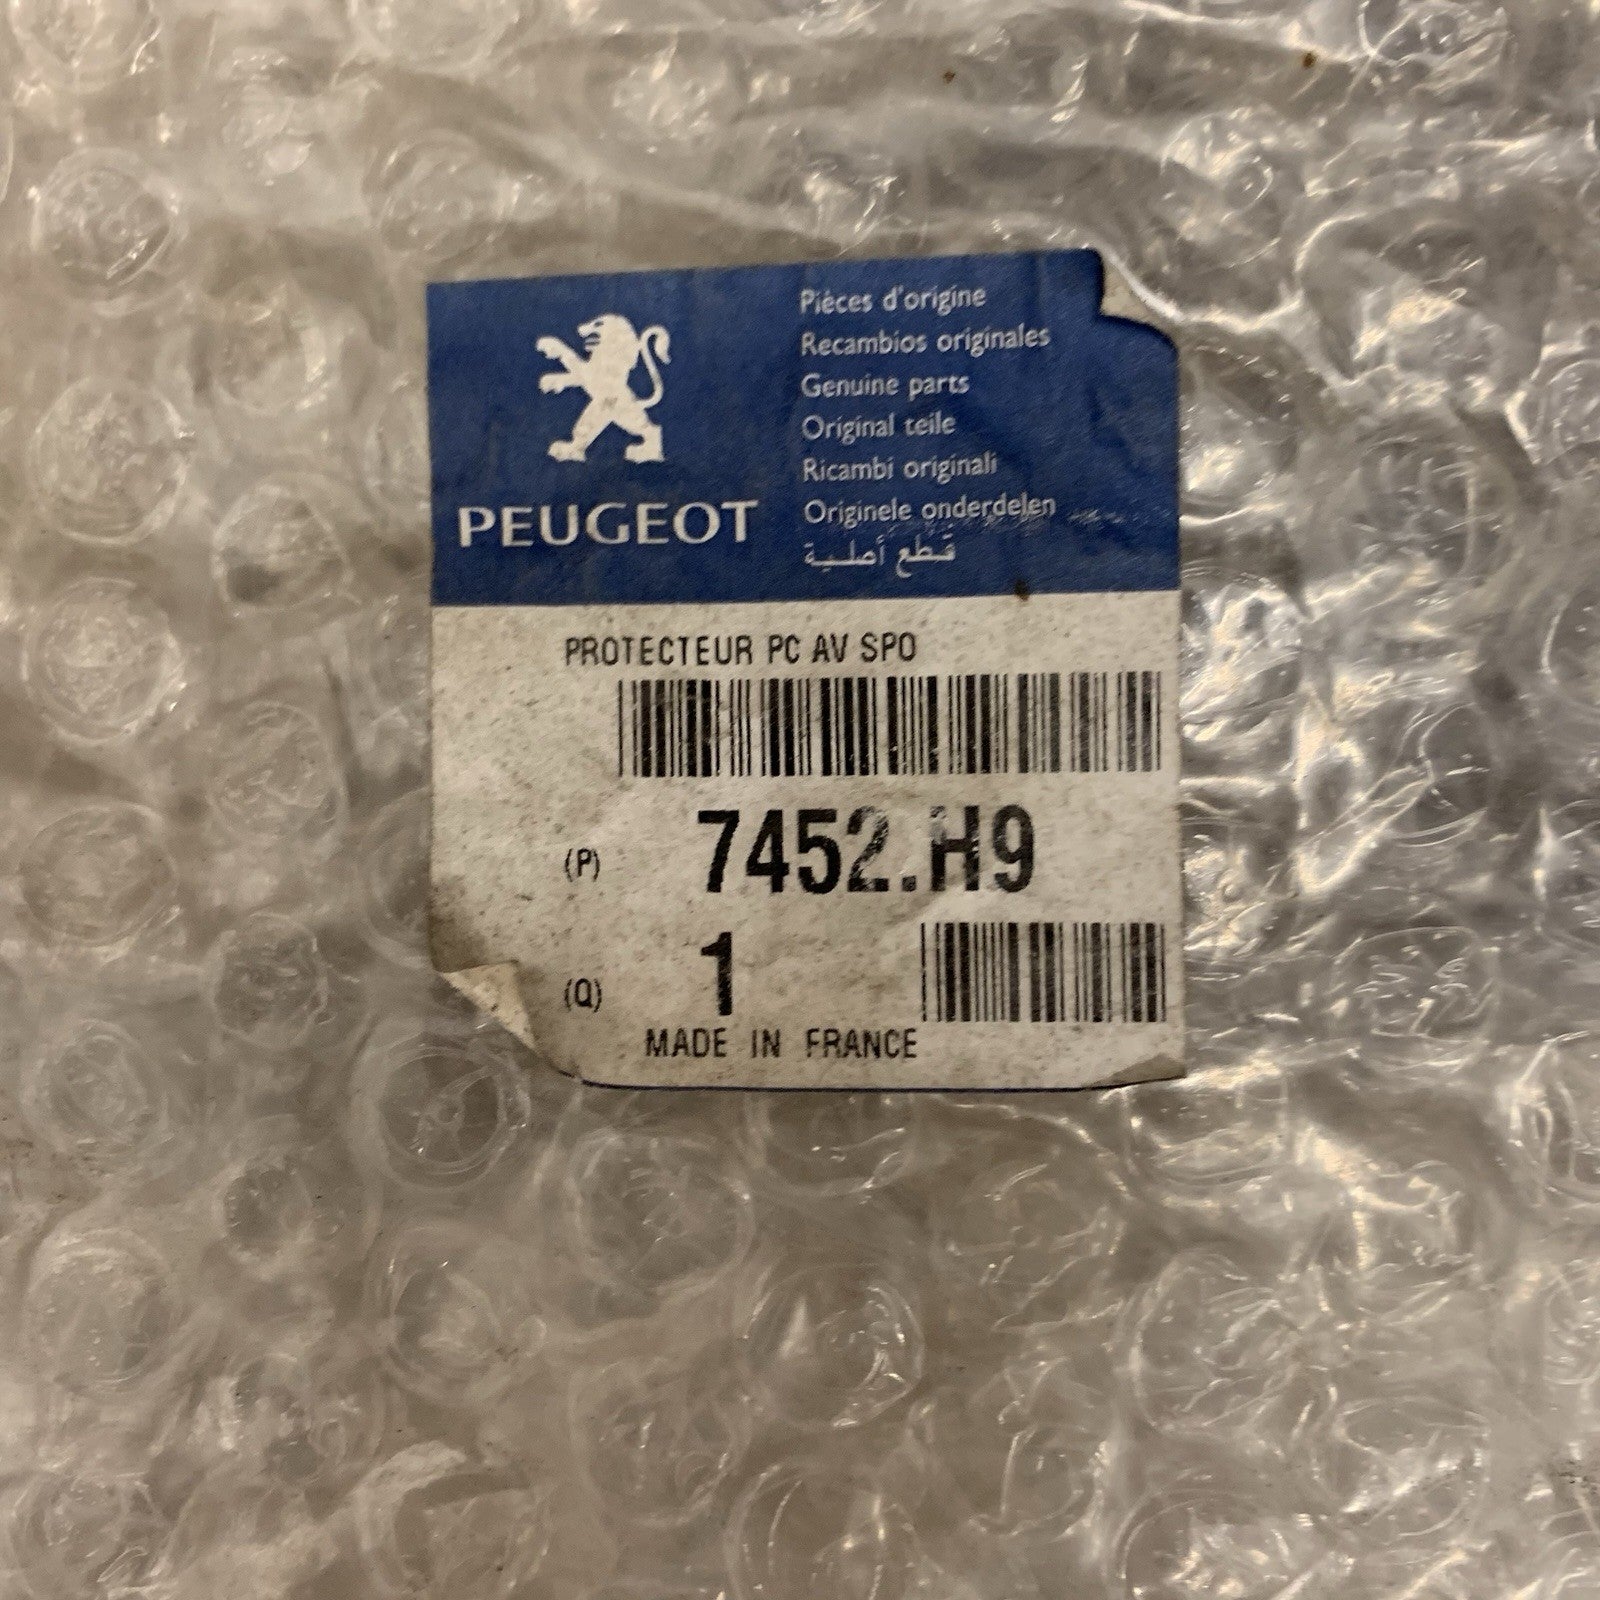 PEUGEOT
Pièces d'origine
Recambios originales
Genuine parts
Original teile
Ricambi originali
Originele onderdelen
قطع أصلية
PROTECTEUR PC AV SPO
(P) 7452.H9
(Q) 1
MADE IN FRANCE